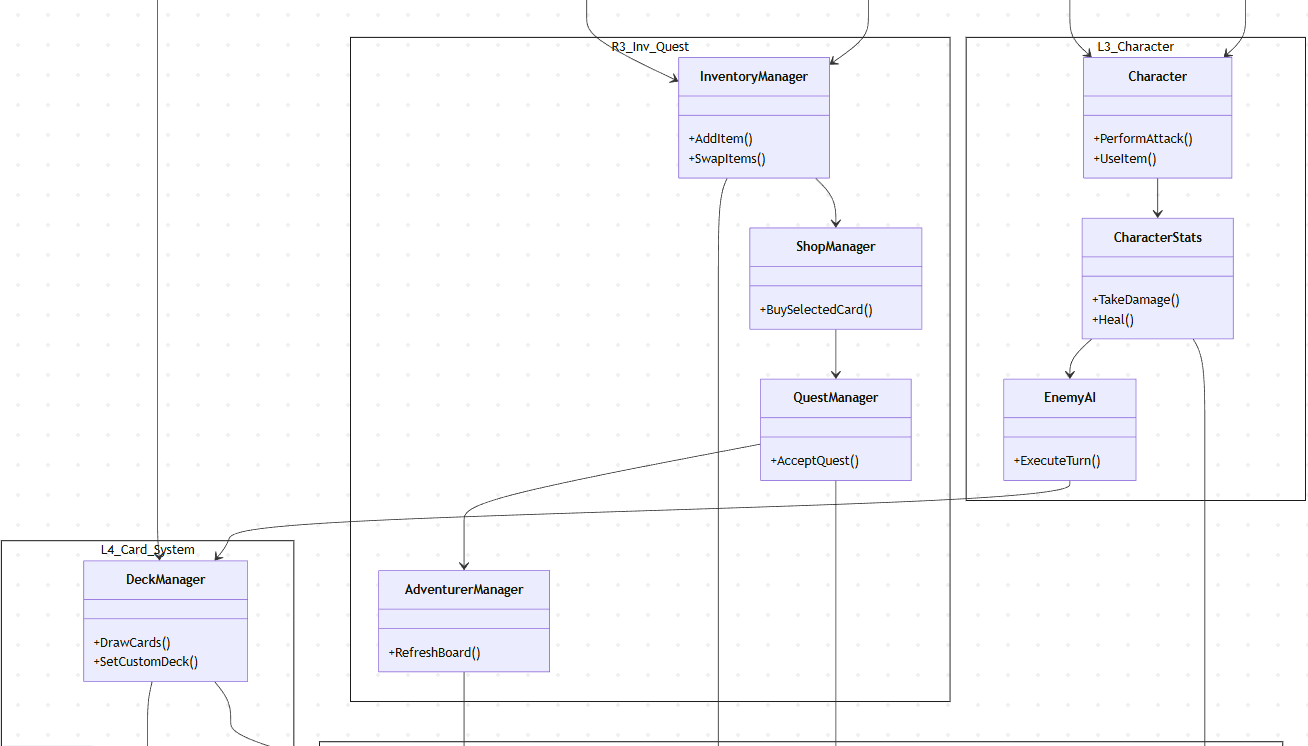 R3_Inv_Quest
InventoryManager
+AddItem()
+SwapItems()
ShopManager
+BuySelectedCard()
QuestManager
+AcceptQuest()
AdventurerManager
+RefreshBoard()
L3_Character
Character
+PerformAttack()
+UseItem()
CharacterStats
+TakeDamage()
+Heal()
EnemyAI
+ExecuteTurn()
L4_Card_System
DeckManager
+DrawCards()
+SetCustomDeck()